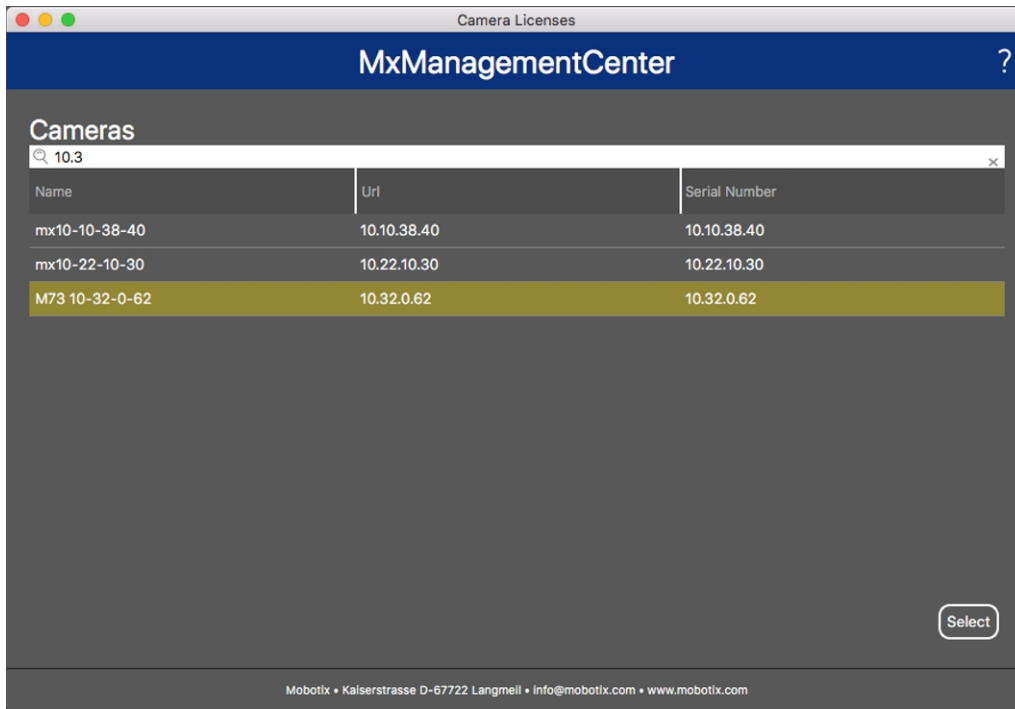 Camera Licenses
MxManagementCenter ?
Cameras
10.3 ×
Name Url Serial Number
mx10-10-38-40 10.10.38.40 10.10.38.40
mx10-22-10-30 10.22.10.30 10.22.10.30
M73 10-32-0-62 10.32.0.62 10.32.0.62
Select
Mobotix • Kaiserstrasse D-67722 Langmeil • info@mobotix.com • www.mobotix.com